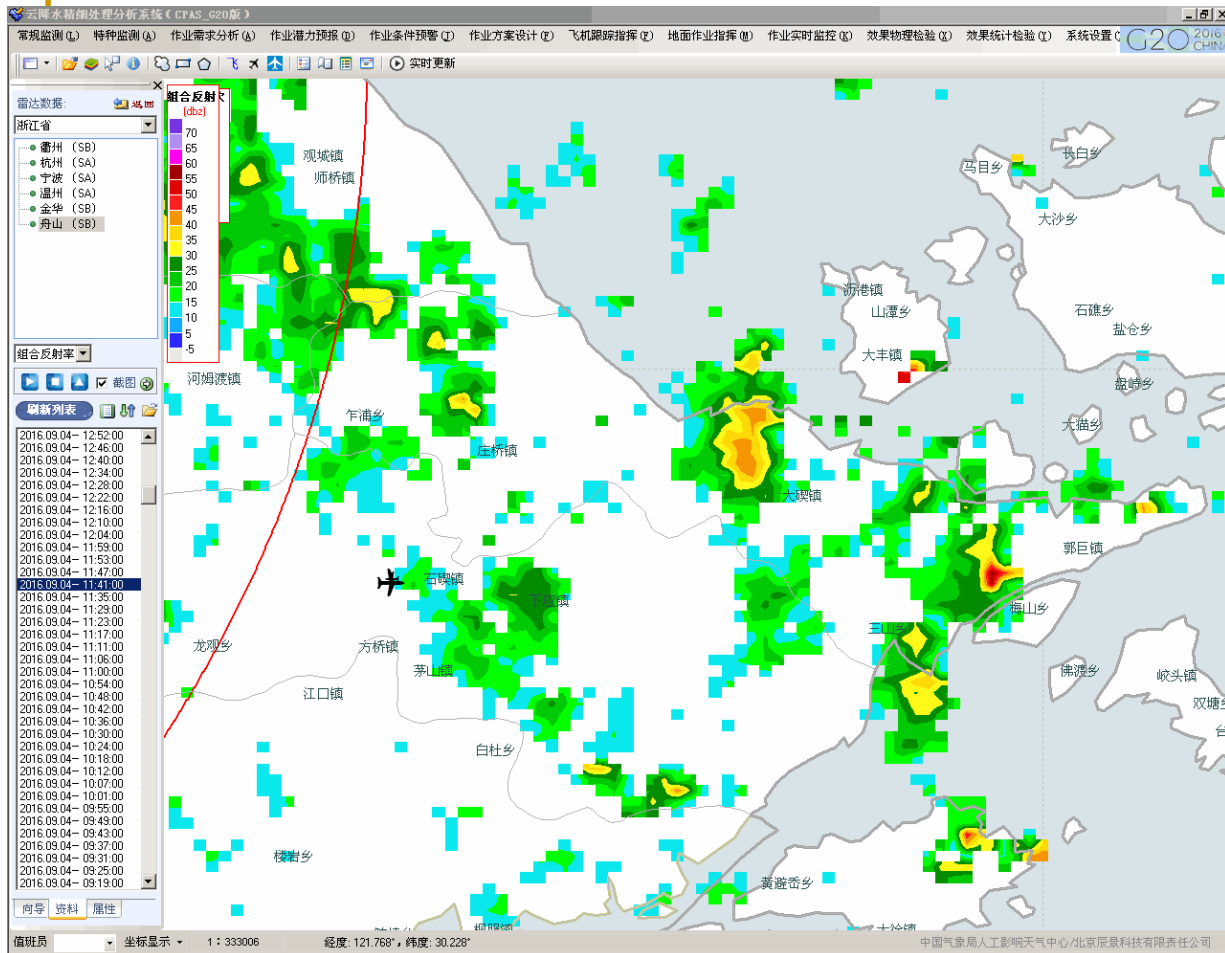 云降水精细处理分析系统(CPAS_G20版)
常规监测(L) 特种监测(A) 作业需求分析(A) 作业潜力预报(D) 作业条件预警(T) 作业方案设计(F) 飞机跟踪指挥(F) 地面作业指挥(M) 作业实时监控(K) 效果物理检验(X) 效果统计检验(Y) 系统设置(
G20 2016
CHIN
实时更新
雷达数据:
浙江省
衢州 (SB)
杭州 (SA)
宁波 (SA)
温州 (SA)
金华 (SB)
舟山 (SB)
组合反射率
截图
刷新列表
2016.09.04— 12:52:00
2016.09.04— 12:46:00
2016.09.04— 12:40:00
2016.09.04— 12:34:00
2016.09.04— 12:28:00
2016.09.04— 12:22:00
2016.09.04— 12:16:00
2016.09.04— 12:10:00
2016.09.04— 12:04:00
2016.09.04— 11:59:00
2016.09.04— 11:53:00
2016.09.04— 11:47:00
2016.09.04— 11:41:00
2016.09.04— 11:35:00
2016.09.04— 11:29:00
2016.09.04— 11:23:00
2016.09.04— 11:17:00
2016.09.04— 11:11:00
2016.09.04— 11:06:00
2016.09.04— 11:00:00
2016.09.04— 10:54:00
2016.09.04— 10:48:00
2016.09.04— 10:42:00
2016.09.04— 10:36:00
2016.09.04— 10:30:00
2016.09.04— 10:24:00
2016.09.04— 10:18:00
2016.09.04— 10:12:00
2016.09.04— 10:07:00
2016.09.04— 10:01:00
2016.09.04— 09:55:00
2016.09.04— 09:49:00
2016.09.04— 09:43:00
2016.09.04— 09:37:00
2016.09.04— 09:31:00
2016.09.04— 09:25:00
2016.09.04— 09:19:00
向导 资料 属性
组合反射
(dbz)
70
65
60
55
50
45
40
35
30
25
20
15
10
5
-5
观城镇
师桥镇
马目乡
长白乡
大沙乡
沥港镇
山潭乡
石礁乡
盐仓乡
大丰镇
河姆渡镇
盘峙乡
乍浦乡
大猫乡
庄桥镇
大碶镇
郭巨镇
石碶镇
下应镇
梅山乡
三山乡
龙观乡
方桥镇
茅山镇
佛渡乡
峧头镇
江口镇
双塘
台
白杜乡
楼岩乡
黄避岙乡
大徐镇
值班员 坐标显示 1:333006 经度: 121.768°, 纬度: 30.228° 中国气象局人工影响天气中心/北京辰景科技有限责任公司